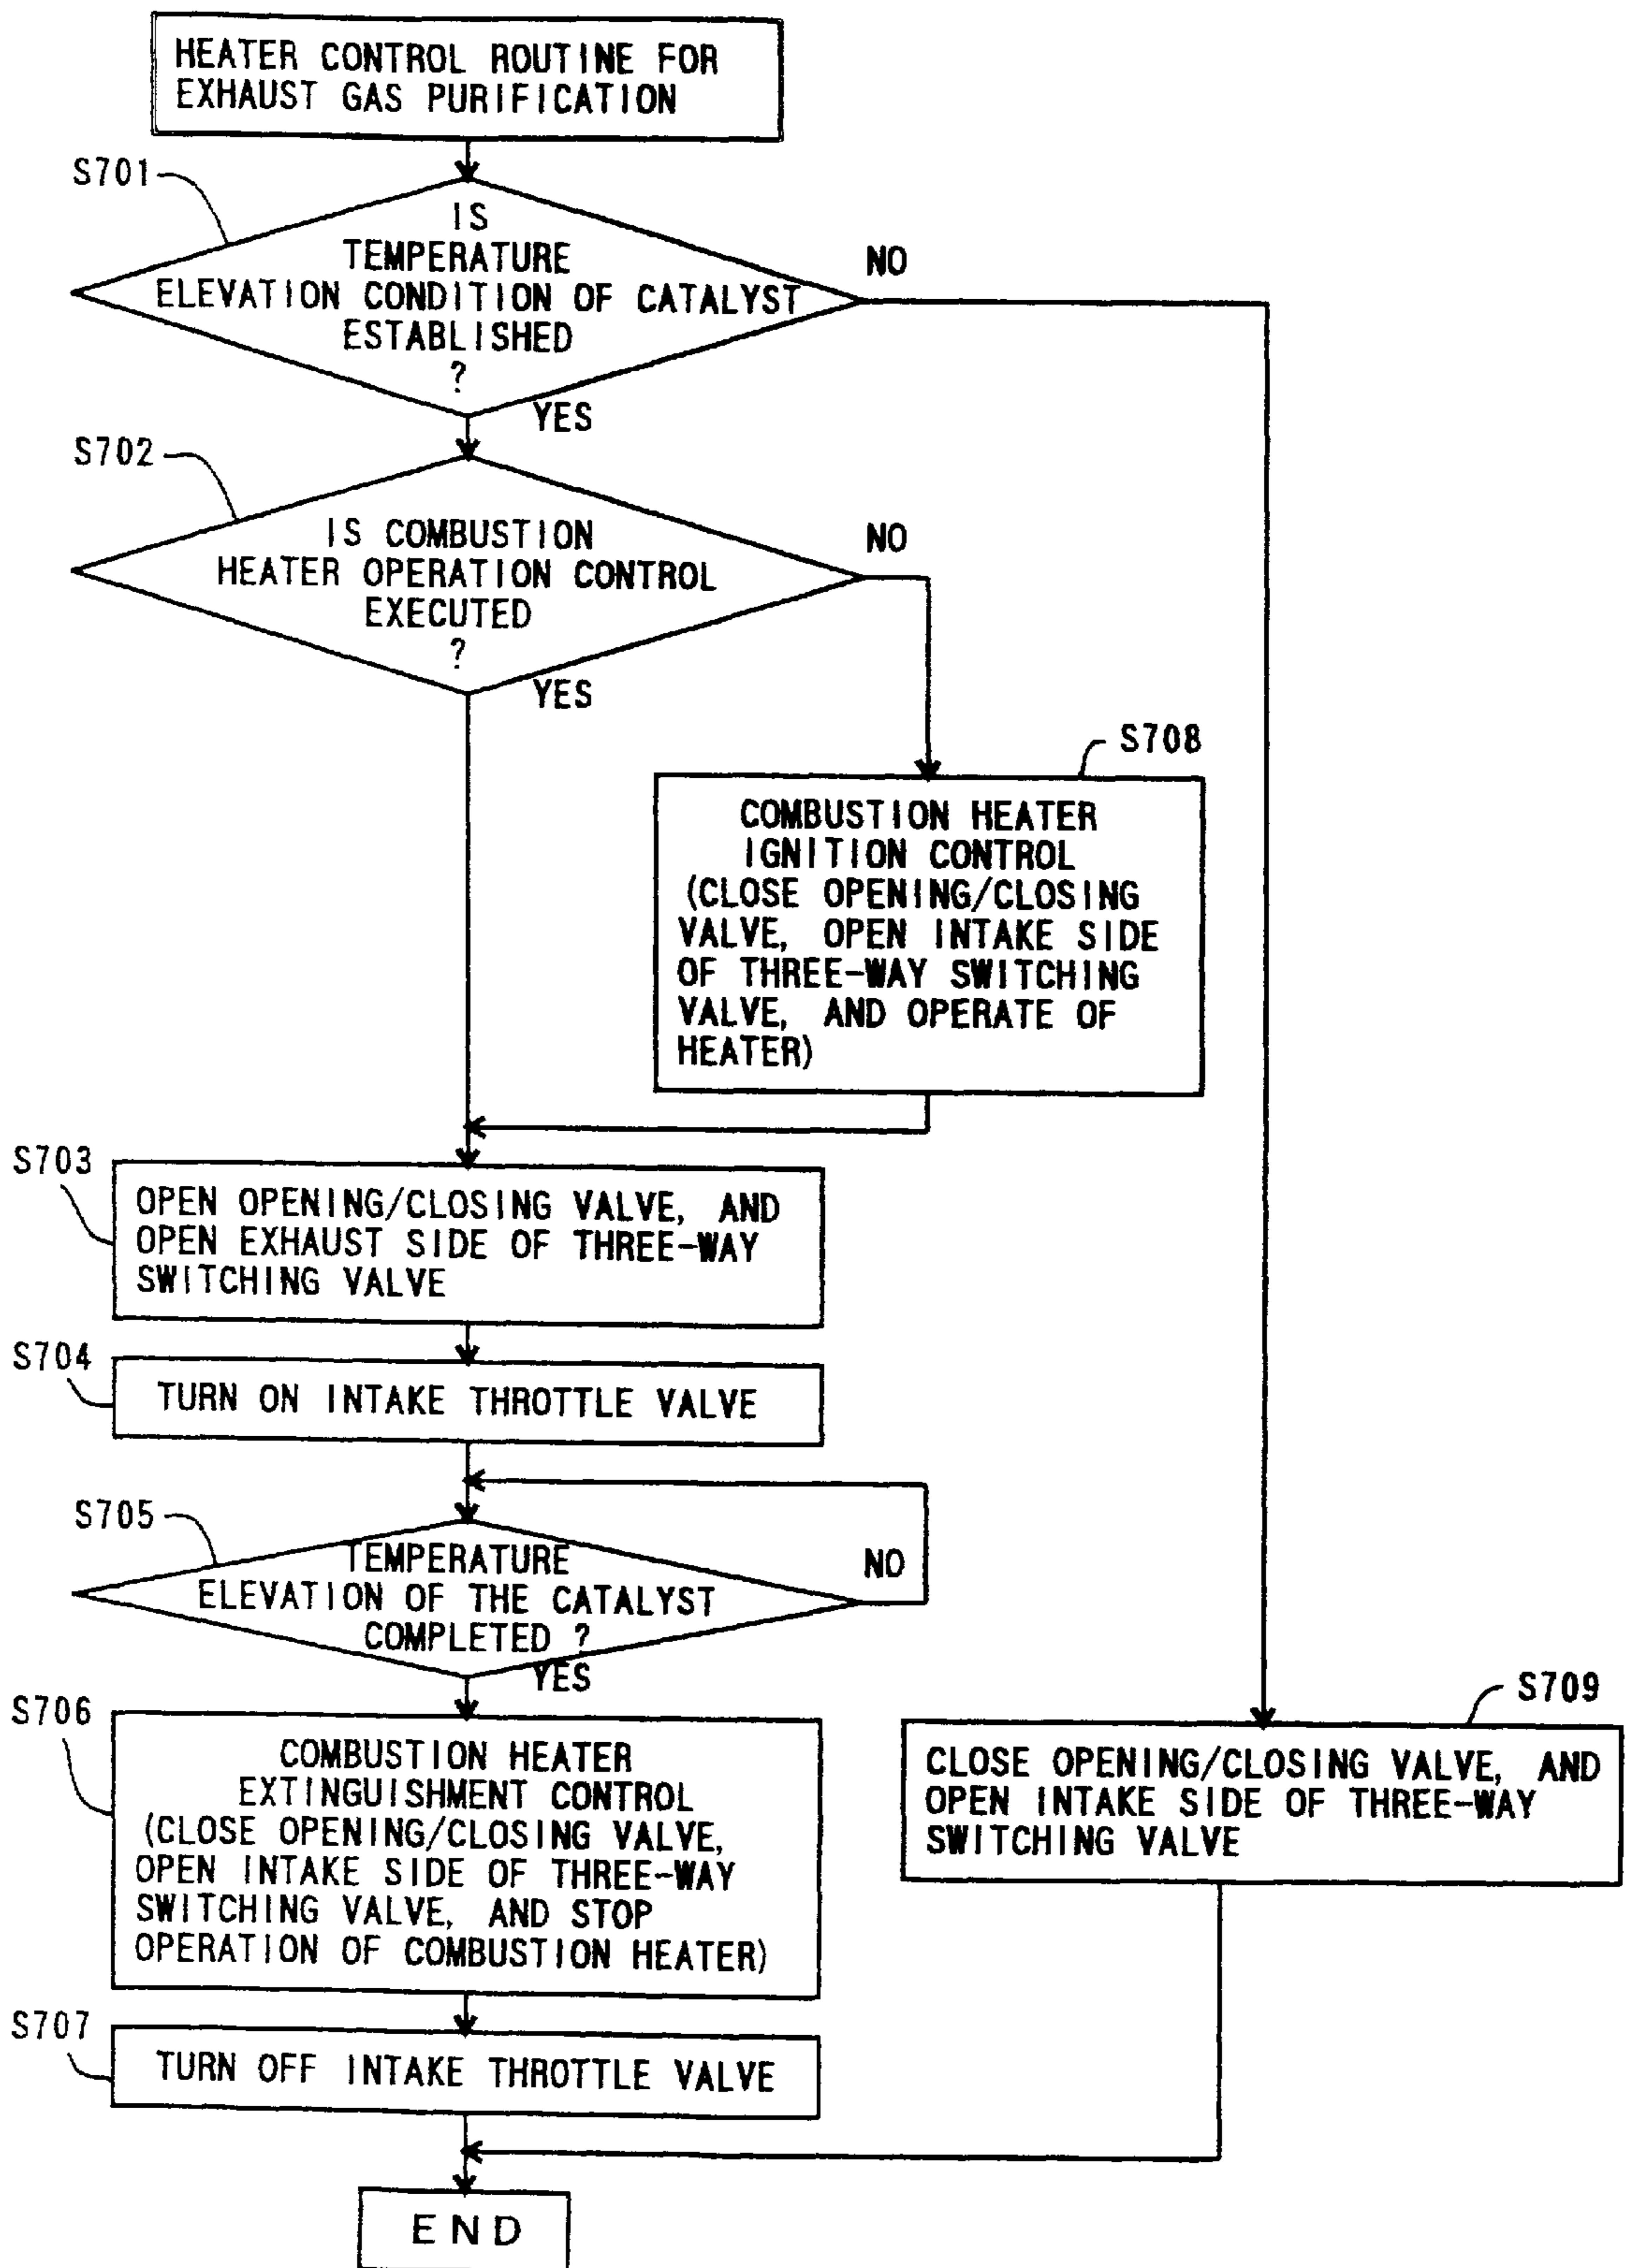 HEATER CONTROL ROUTINE FOR
EXHAUST GAS PURIFICATION
S701
IS
TEMPERATURE
ELEVATION CONDITION OF CATALYST
ESTABLISHED
?
NO
YES
S702
IS COMBUSTION
HEATER OPERATION CONTROL
EXECUTED
?
NO
YES
S708
COMBUSTION HEATER
IGNITION CONTROL
(CLOSE OPENING/CLOSING
VALVE, OPEN INTAKE SIDE
OF THREE-WAY SWITCHING
VALVE, AND OPERATE OF
HEATER)
S703
OPEN OPENING/CLOSING VALVE, AND
OPEN EXHAUST SIDE OF THREE-WAY
SWITCHING VALVE
S704
TURN ON INTAKE THROTTLE VALVE
S705
TEMPERATURE
ELEVATION OF THE CATALYST
COMPLETED ?
NO
YES
S706
COMBUSTION HEATER
EXTINGUISHMENT CONTROL
(CLOSE OPENING/CLOSING VALVE,
OPEN INTAKE SIDE OF THREE-WAY
SWITCHING VALVE, AND STOP
OPERATION OF COMBUSTION HEATER)
S709
CLOSE OPENING/CLOSING VALVE, AND
OPEN INTAKE SIDE OF THREE-WAY
SWITCHING VALVE
S707
TURN OFF INTAKE THROTTLE VALVE
END